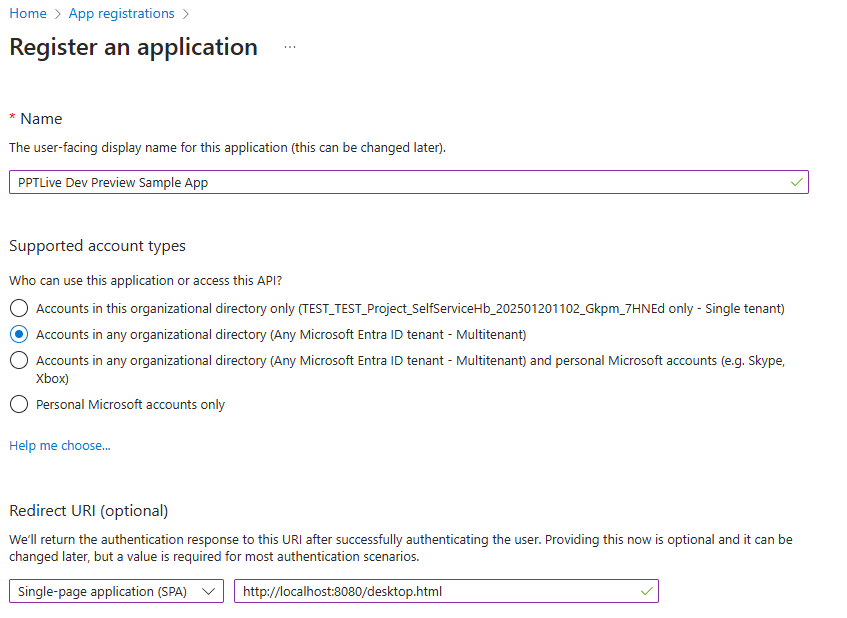 Home > App registrations >
Register an application ...
* Name
The user-facing display name for this application (this can be changed later).
PPTLive Dev Preview Sample App
Supported account types
Who can use this application or access this API?
Accounts in this organizational directory only (TEST_TEST_Project_SelfServiceHb_202501201102_Gkpm_7HNEd only - Single tenant)
Accounts in any organizational directory (Any Microsoft Entra ID tenant - Multitenant)
Accounts in any organizational directory (Any Microsoft Entra ID tenant - Multitenant) and personal Microsoft accounts (e.g. Skype,
Xbox)
Personal Microsoft accounts only
Help me choose...
Redirect URI (optional)
We'll return the authentication response to this URI after successfully authenticating the user. Providing this now is optional and it can be
changed later, but a value is required for most authentication scenarios.
Single-page application (SPA) http://localhost:8080/desktop.html